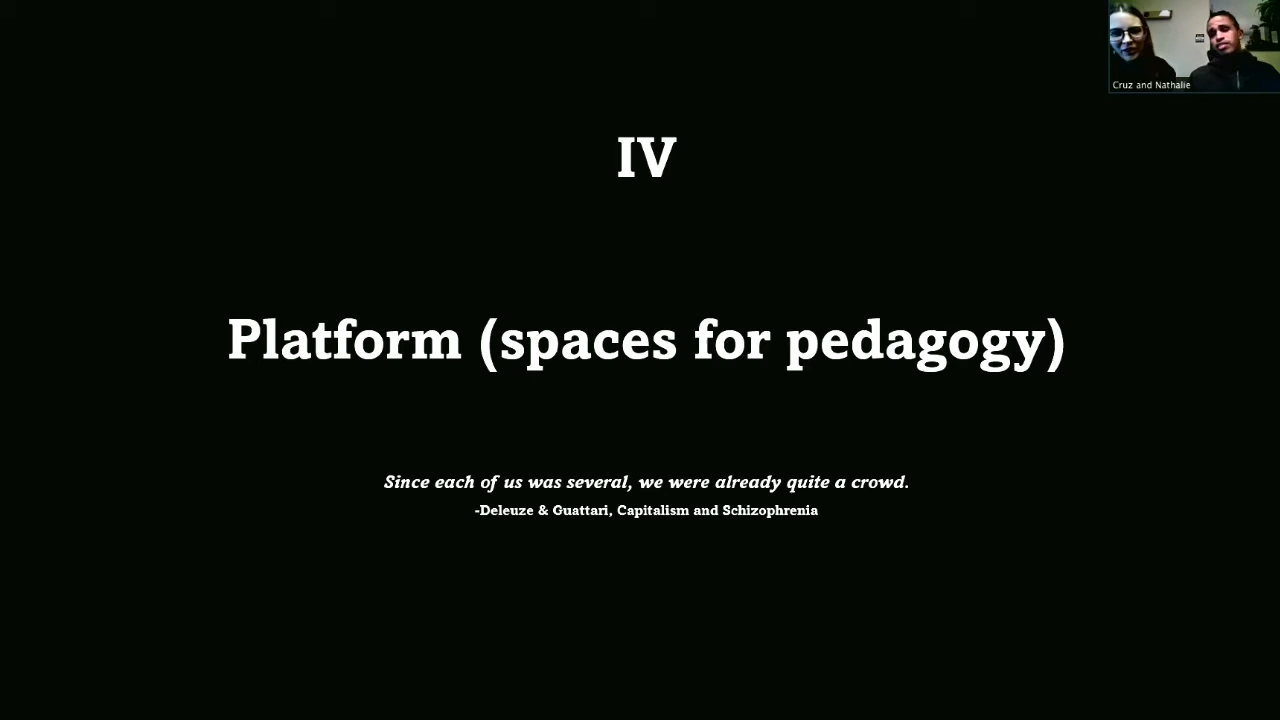 Cruz and Nathalie
IV
Platform (spaces for pedagogy)
Since each of us was several, we were already quite a crowd.
-Deleuze & Guattari, Capitalism and Schizophrenia